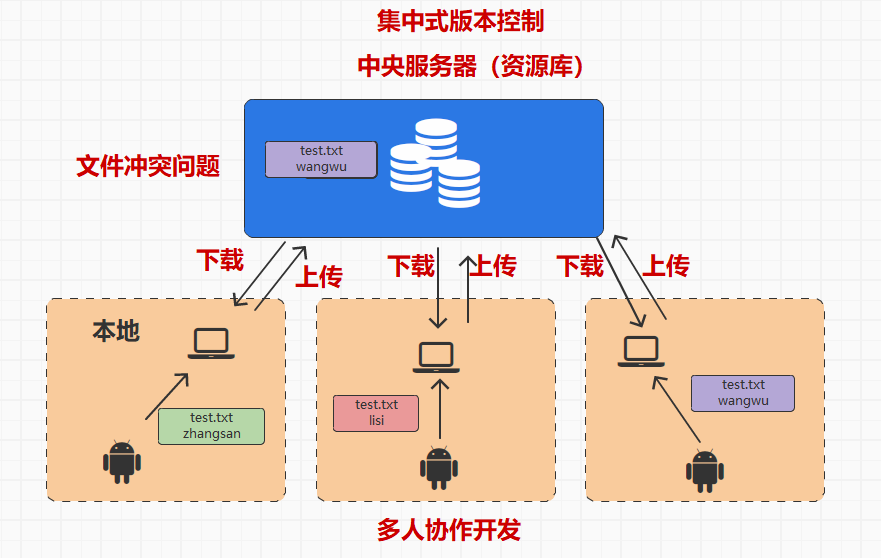 集中式版本控制
中央服务器（资源库）
test.txt
wangwu
文件冲突问题
下载
上传
下载
上传
下载
上传
本地
test.txt
zhangsan
test.txt
lisi
test.txt
wangwu
多人协作开发